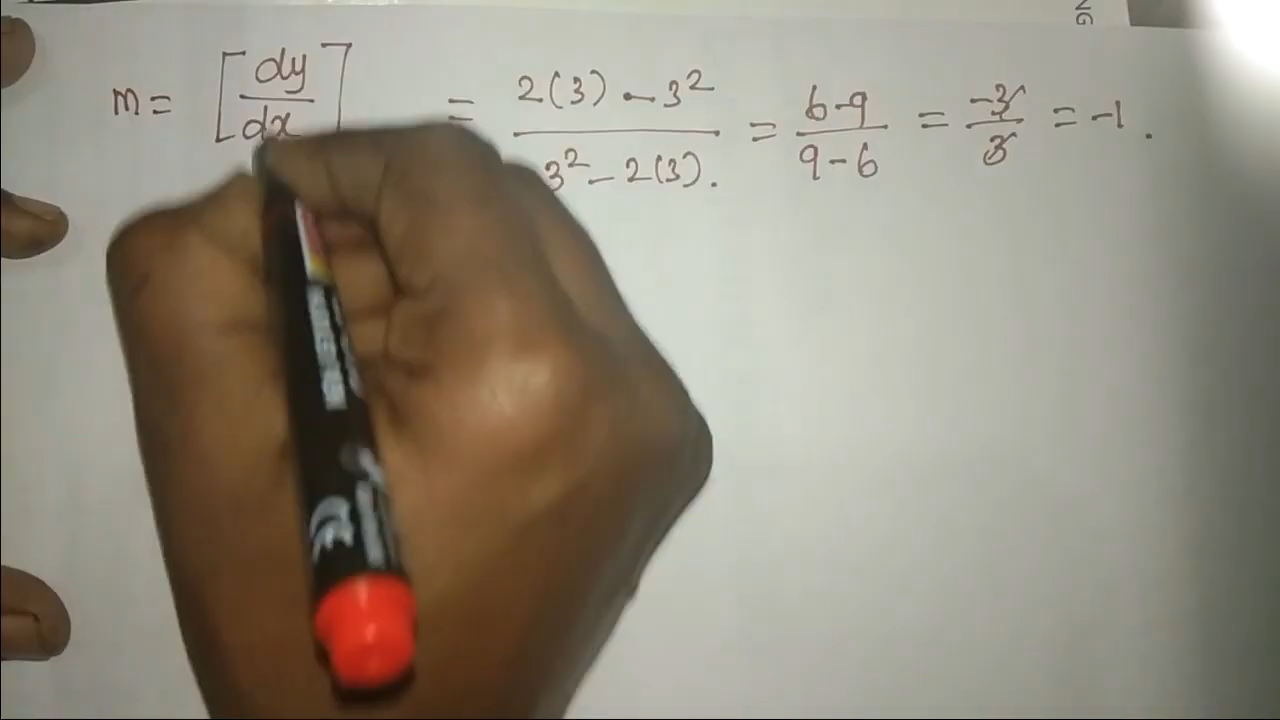 m = [dy/dx] = (2(3) - 3²)/(3² - 2(3)). = (6-9)/(9-6) = -3/3 = -1.